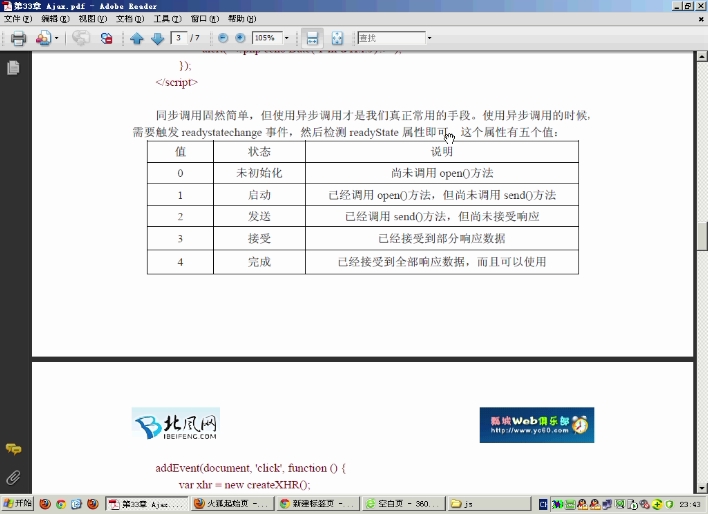 第33章 Ajax.pdf - Adobe Reader
文件(F) 编辑(E) 视图(V) 文档(D) 工具(T) 窗口(W) 帮助(H)
3 / 7 105% 查找
});
</script>
同步调用固然简单，但使用异步调用才是我们真正常用的手段。使用异步调用的时候，
需要触发 readystatechange 事件，然后检测 readyState 属性即可。这个属性有五个值：
值 状态 说明
0 未初始化 尚未调用 open()方法
1 启动 已经调用 open()方法，但尚未调用 send()方法
2 发送 已经调用 send()方法，但尚未接受响应
3 接受 已经接受到部分响应数据
4 完成 已经接受到全部响应数据，而且可以使用
北风网
IBEIFENG.COM
瓢城Web俱乐部
http://www.yc60.com
addEvent(document, 'click', function () {
var xhr = new createXHR();
开始 第33章 Ajax.... 火狐起始页 - ... 新建标签页 - ... 空白页 - 360... js 23:43